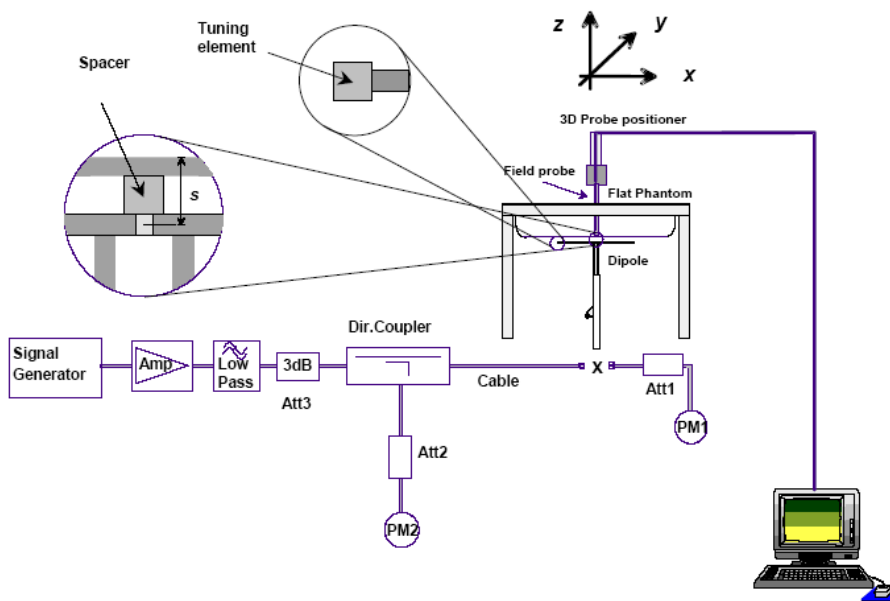 Tuning
element
Spacer
s
z
y
x
3D Probe positioner
Field probe
Flat Phantom
Dipole
Dir.Coupler
Signal
Generator
Amp
Low
Pass
3dB
Att3
Cable
X
Att1
PM1
Att2
PM2